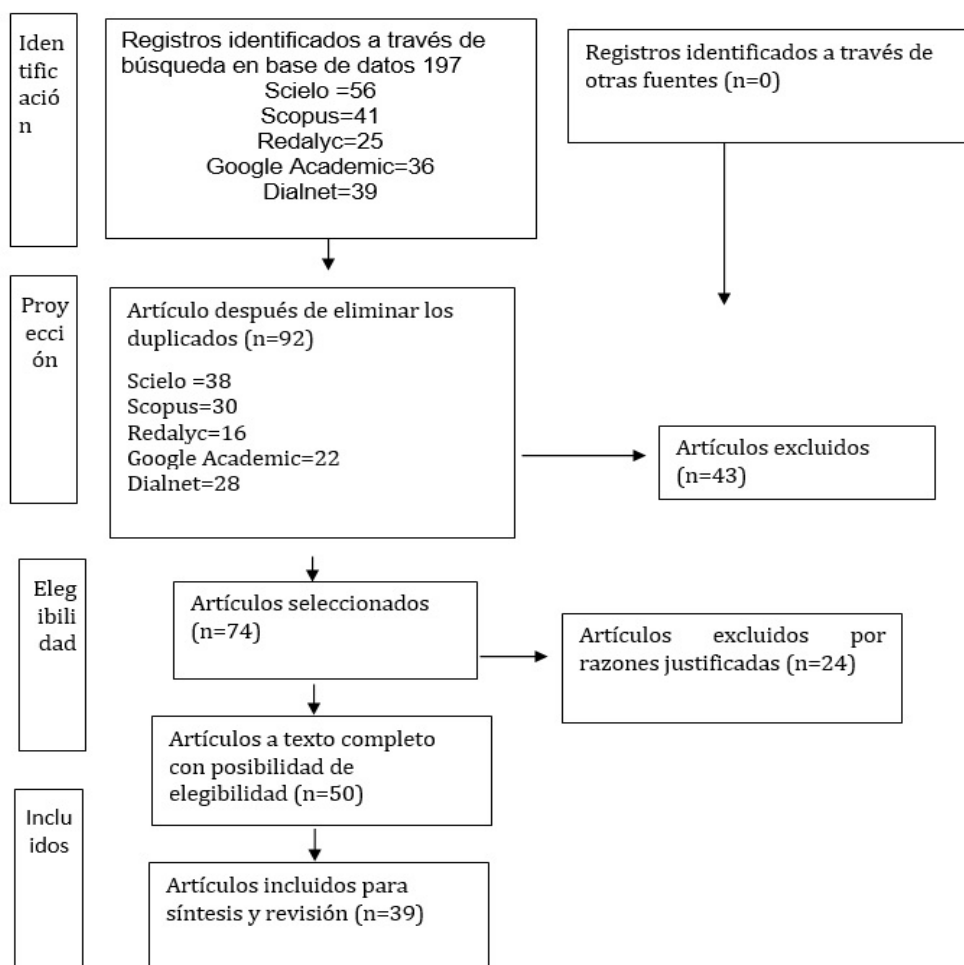 Iden
tific
ació
n
Registros identificados a través de
búsqueda en base de datos 197
Scielo =56
Scopus=41
Redalyc=25
Google Academic=36
Dialnet=39
Registros identificados a través de
otras fuentes (n=0)
Proy
ecci
ón
Artículo después de eliminar los
duplicados (n=92)
Scielo =38
Scopus=30
Redalyc=16
Google Academic=22
Dialnet=28
Artículos excluidos
(n=43)
Eleg
ibili
dad
Artículos seleccionados
(n=74)
Artículos excluidos por
razones justificadas (n=24)
Artículos a texto completo
con posibilidad de
elegibilidad (n=50)
Inclu
idos
Artículos incluidos para
síntesis y revisión (n=39)